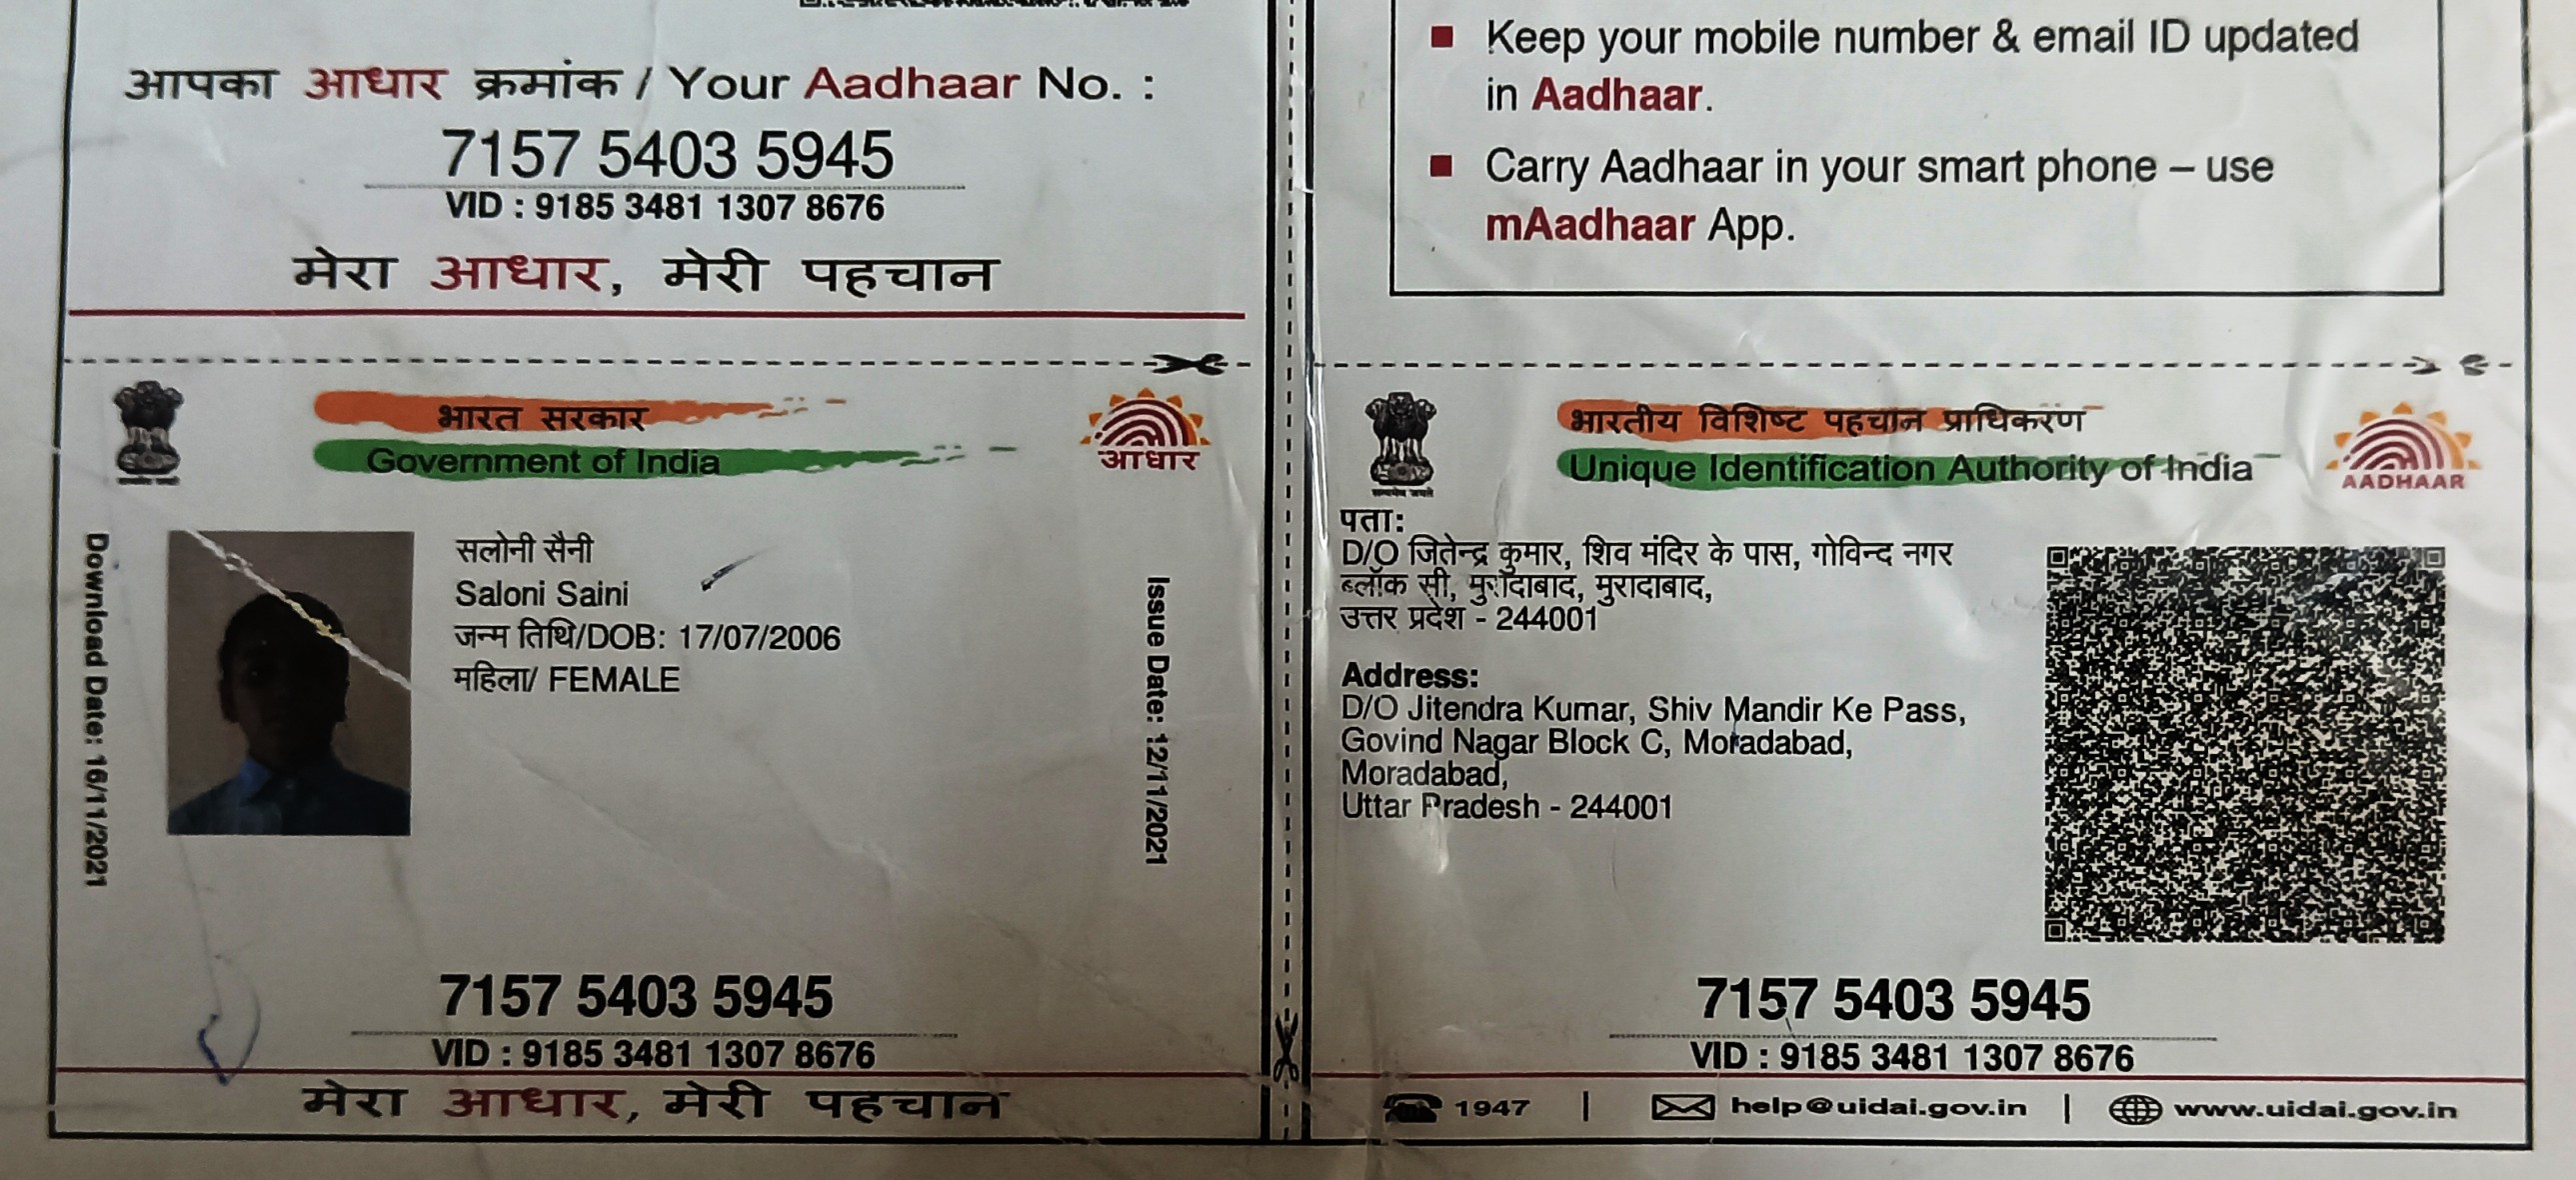 आपका आधार क्रमांक / Your Aadhaar No. :
7157 5403 5945
VID : 9185 3481 1307 8676
मेरा आधार, मेरी पहचान
■ Keep your mobile number & email ID updated
in Aadhaar.
■ Carry Aadhaar in your smart phone – use
mAadhaar App.
भारत सरकार
Government of India
आधार
Download Date: 16/11/2021
सलोनी सैनी
Saloni Saini
जन्म तिथि/DOB: 17/07/2006
महिला/ FEMALE
Issue Date: 12/11/2021
7157 5403 5945
VID : 9185 3481 1307 8676
मेरा आधार, मेरी पहचान
सत्यमेव जयते
भारतीय विशिष्ट पहचान प्राधिकरण
Unique Identification Authority of India
AADHAAR
पता:
D/O जितेन्द्र कुमार, शिव मंदिर के पास, गोविन्द नगर
ब्लॉक सी, मुरादाबाद, मुरादाबाद,
उत्तर प्रदेश - 244001
Address:
D/O Jitendra Kumar, Shiv Mandir Ke Pass,
Govind Nagar Block C, Moradabad,
Moradabad,
Uttar Pradesh - 244001
7157 5403 5945
VID : 9185 3481 1307 8676
1947 | help@uidai.gov.in | www.uidai.gov.in